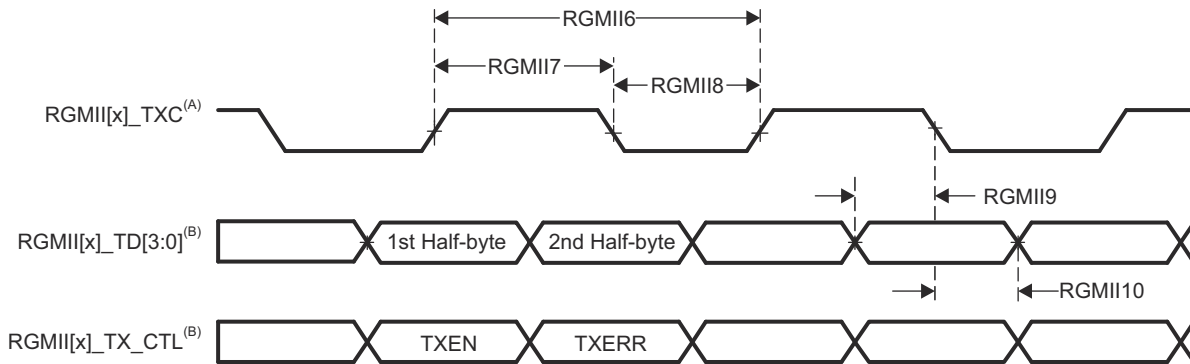 RGMII6
RGMII7
RGMII8
RGMII[x]_TXC(A)
RGMII9
RGMII[x]_TD[3:0](B)
1st Half-byte
2nd Half-byte
RGMII10
RGMII[x]_TX_CTL(B)
TXEN
TXERR